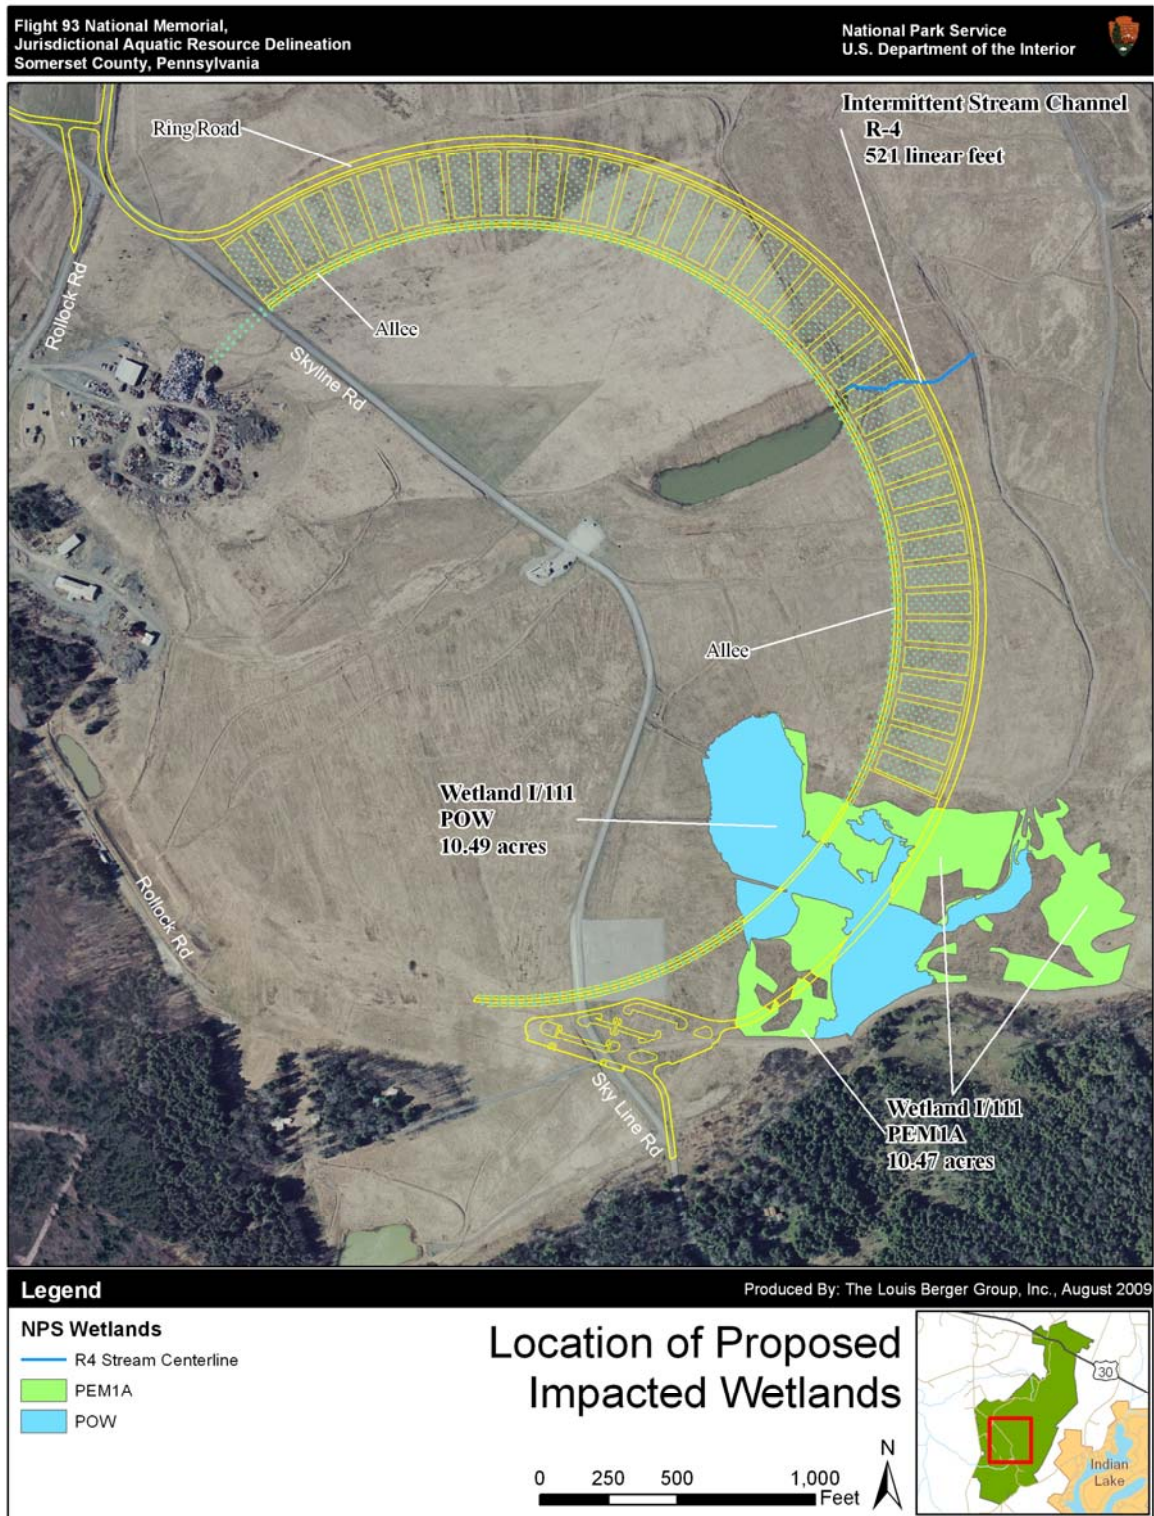 Flight 93 National Memorial,
Jurisdictional Aquatic Resource Delineation
Somerset County, Pennsylvania
National Park Service
U.S. Department of the Interior
Intermittent Stream Channel
R-4
521 linear feet
Ring Road
Rollock Rd
Allee
Skyline Rd
Allee
Wetland I/111
POW
10.49 acres
Rollock Rd
Sky Line Rd
Wetland I/111
PEM1A
10.47 acres
Legend
Produced By: The Louis Berger Group, Inc., August 2009
NPS Wetlands
R4 Stream Centerline
PEM1A
POW
Location of Proposed
Impacted Wetlands
N
0 250 500 1,000
Feet
30
Indian
Lake